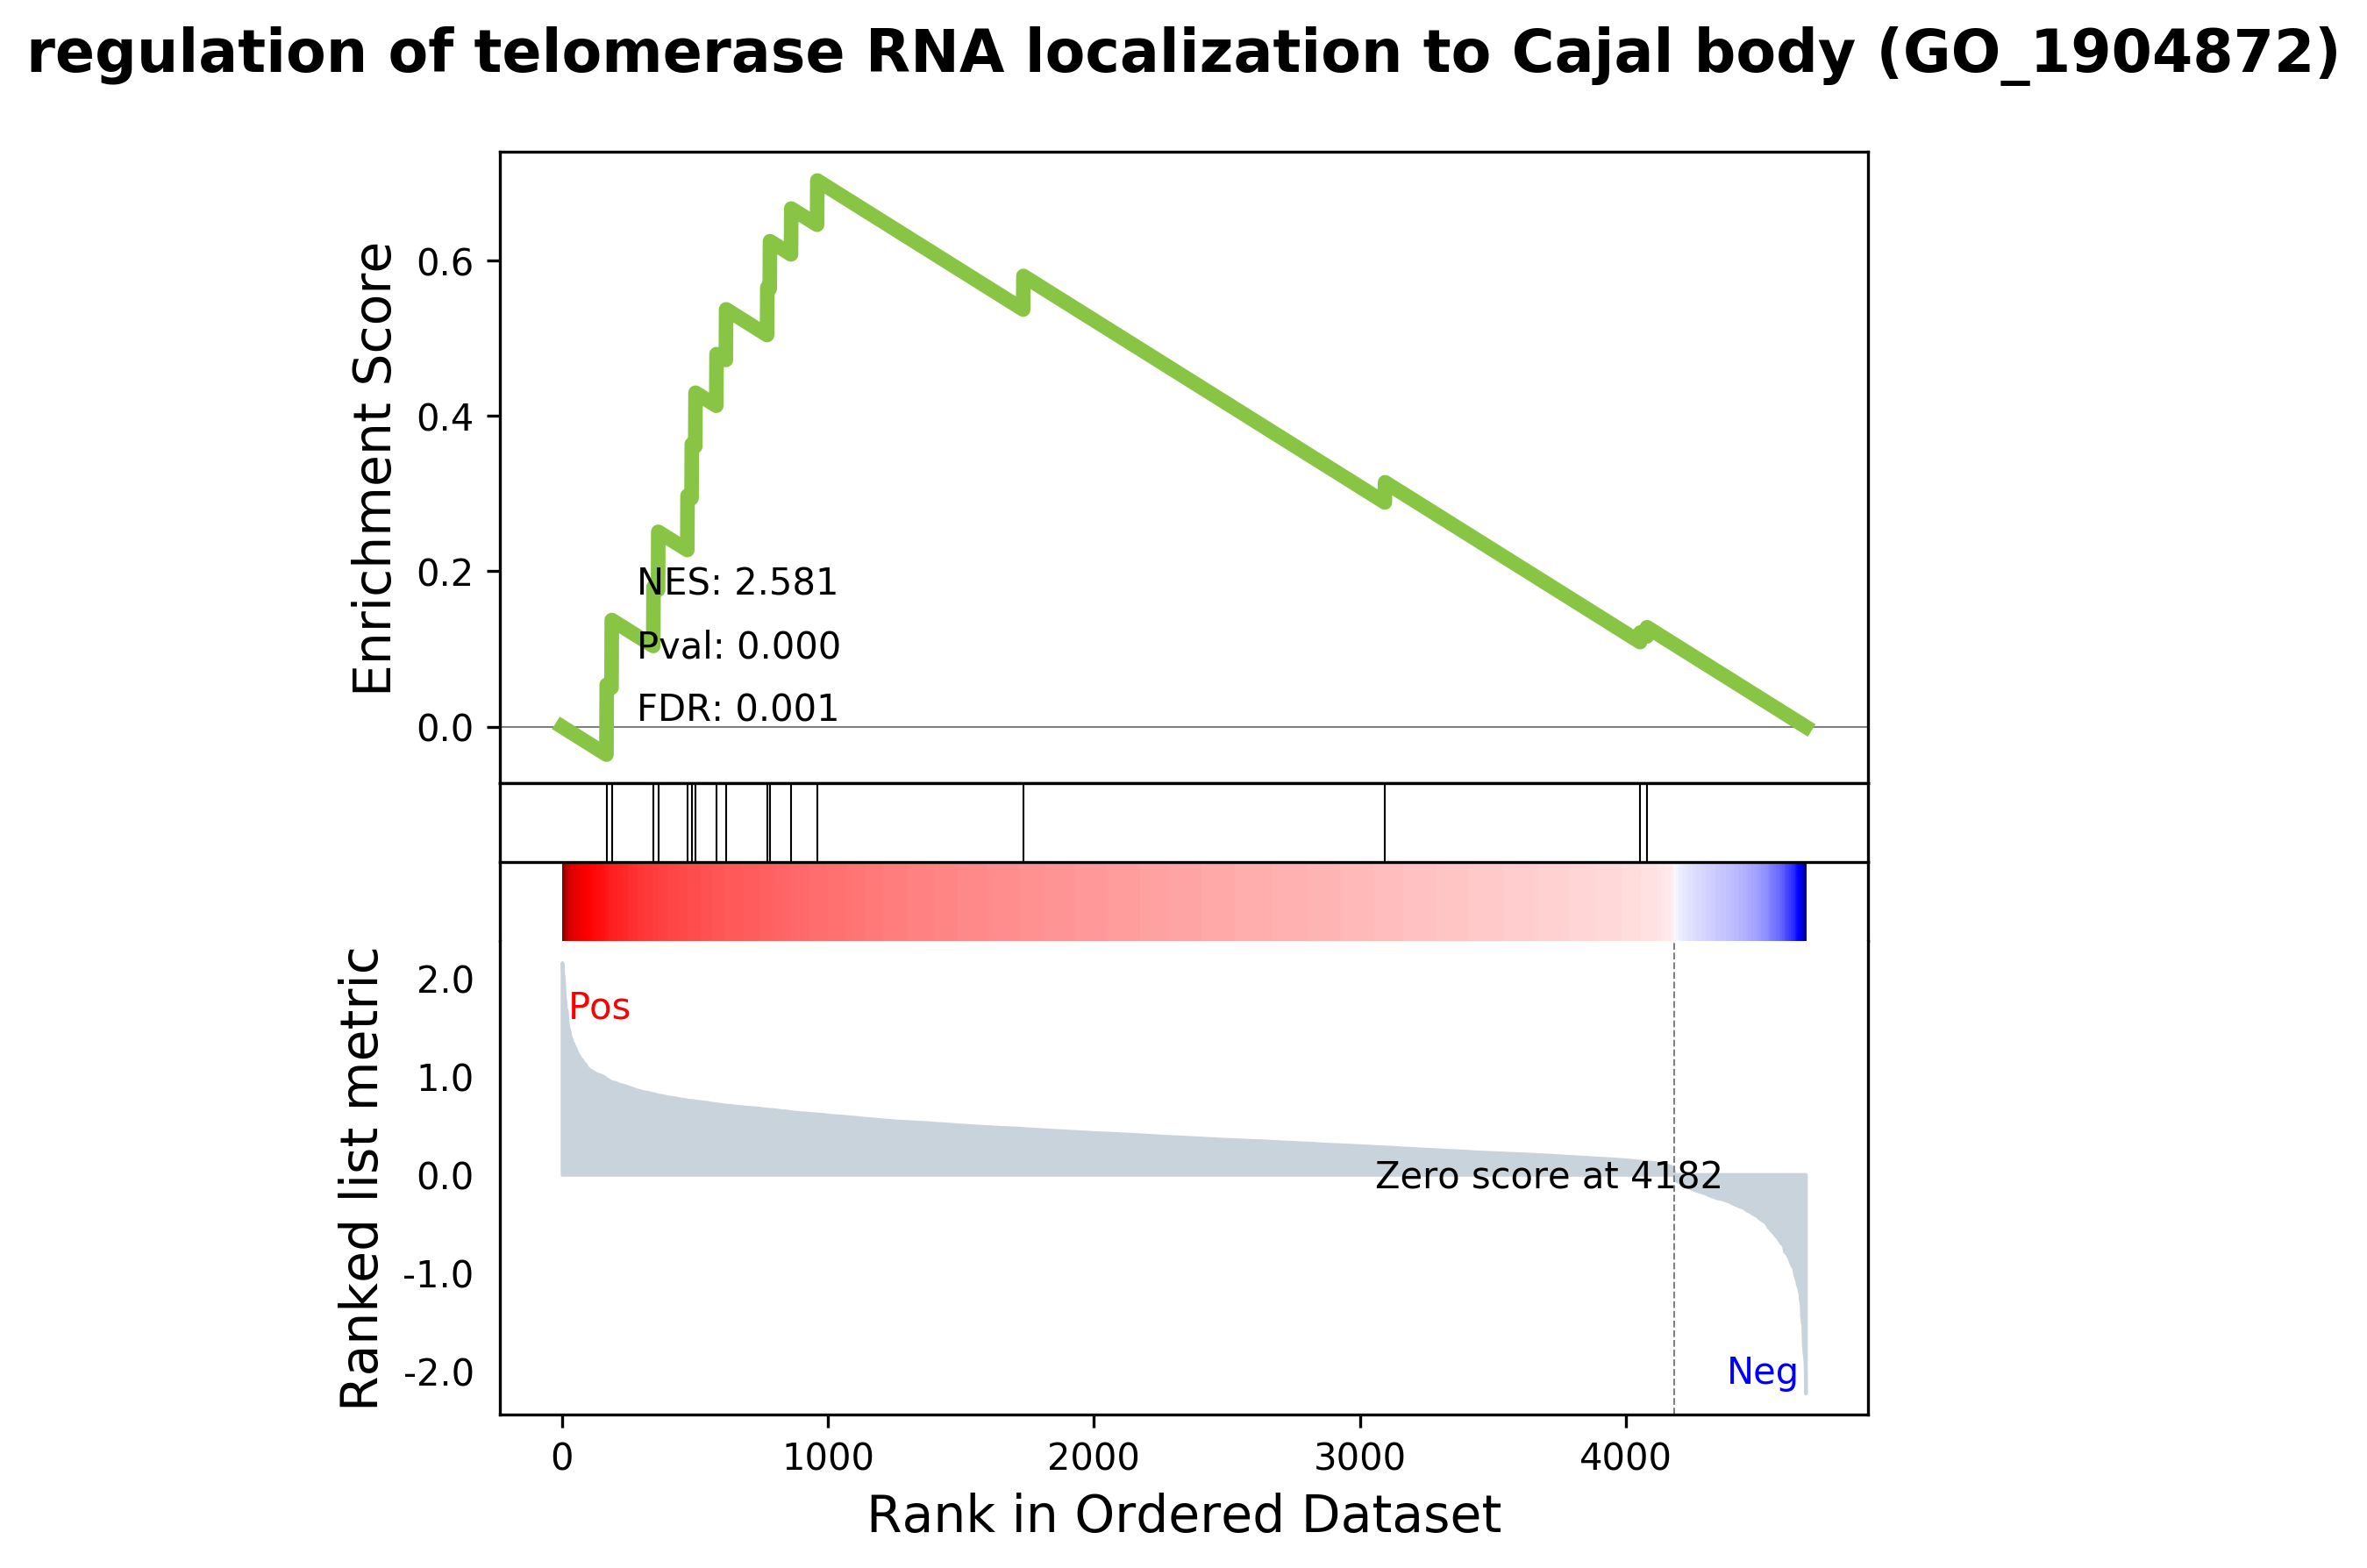 regulation of telomerase RNA localization to Cajal body (GO_1904872)
Enrichment Score
0.6
0.4
0.2
0.0
NES: 2.581
Pval: 0.000
FDR: 0.001
Ranked list metric
2.0
1.0
0.0
-1.0
-2.0
Pos
Zero score at 4182
Neg
0 1000 2000 3000 4000
Rank in Ordered Dataset